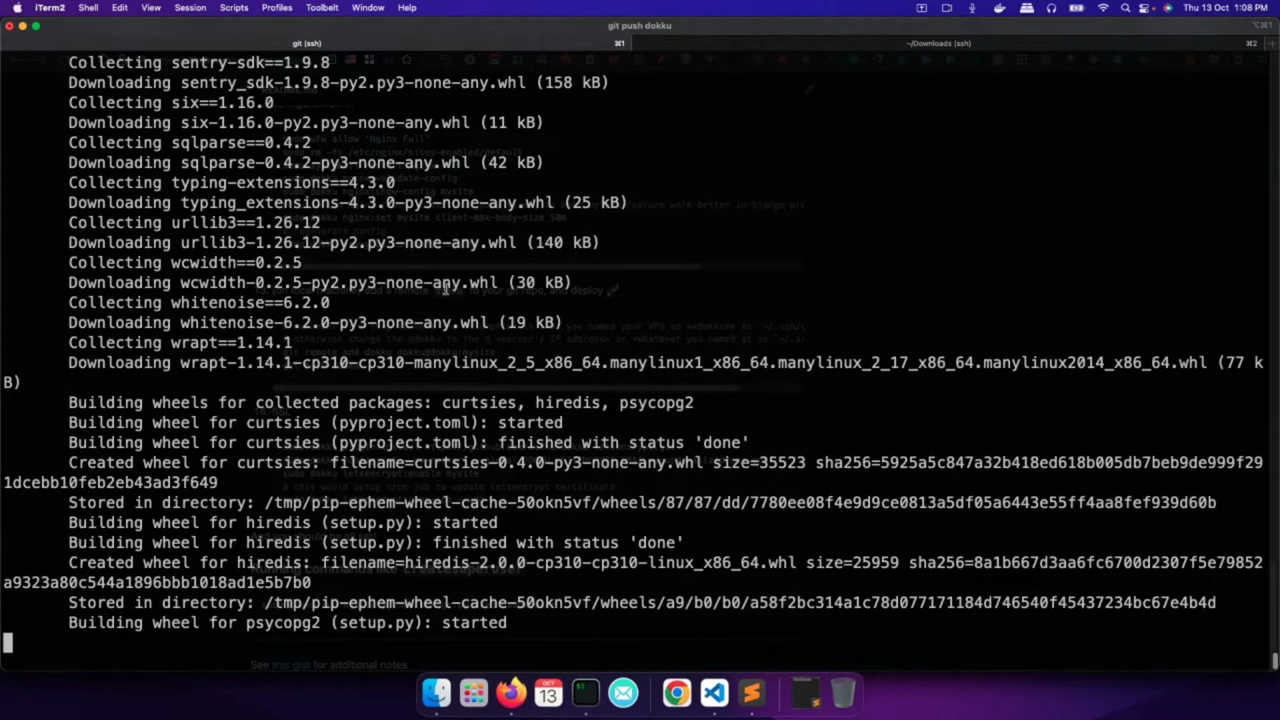 iTerm2 Shell Edit View Session Scripts Profiles Toolbelt Window Help Thu 13 Oct 1:08 PM
git push dokku ⌥⌘1
git (ssh) ⌘1 ~/Downloads (ssh) ⌘2
Collecting sentry-sdk==1.9.8
Downloading sentry_sdk-1.9.8-py2.py3-none-any.whl (158 kB)
Collecting six==1.16.0
Downloading six-1.16.0-py2.py3-none-any.whl (11 kB)
Collecting sqlparse==0.4.2
Downloading sqlparse-0.4.2-py3-none-any.whl (42 kB)
Collecting typing-extensions==4.3.0
Downloading typing_extensions-4.3.0-py3-none-any.whl (25 kB)
Collecting urllib3==1.26.12
Downloading urllib3-1.26.12-py2.py3-none-any.whl (140 kB)
Collecting wcwidth==0.2.5
Downloading wcwidth-0.2.5-py2.py3-none-any.whl (30 kB)
Collecting whitenoise==6.2.0
Downloading whitenoise-6.2.0-py3-none-any.whl (19 kB)
Collecting wrapt==1.14.1
Downloading wrapt-1.14.1-cp310-cp310-manylinux_2_5_x86_64.manylinux1_x86_64.manylinux_2_17_x86_64.manylinux2014_x86_64.whl (77 k
B)
Building wheels for collected packages: curtsies, hiredis, psycopg2
Building wheel for curtsies (pyproject.toml): started
Building wheel for curtsies (pyproject.toml): finished with status 'done'
Created wheel for curtsies: filename=curtsies-0.4.0-py3-none-any.whl size=35523 sha256=5925a5c847a32b418ed618b005db7beb9de999f29
1dcebb10feb2eb43ad3f649
Stored in directory: /tmp/pip-ephem-wheel-cache-50okn5vf/wheels/87/87/dd/7780ee08f4e9d9ce0813a5df05a6443e55ff4aa8fef939d60b
Building wheel for hiredis (setup.py): started
Building wheel for hiredis (setup.py): finished with status 'done'
Created wheel for hiredis: filename=hiredis-2.0.0-cp310-cp310-linux_x86_64.whl size=25959 sha256=8a1b667d3aa6fc6700d2307f5e79852
a9323a80c544a1896bbb1018ad1e5b7b0
Stored in directory: /tmp/pip-ephem-wheel-cache-50okn5vf/wheels/a9/b0/b0/a58f2bc314a1c78d077171184d746540f45437234bc67e4b4d
Building wheel for psycopg2 (setup.py): started
See this gist for additional notes
OCT
13